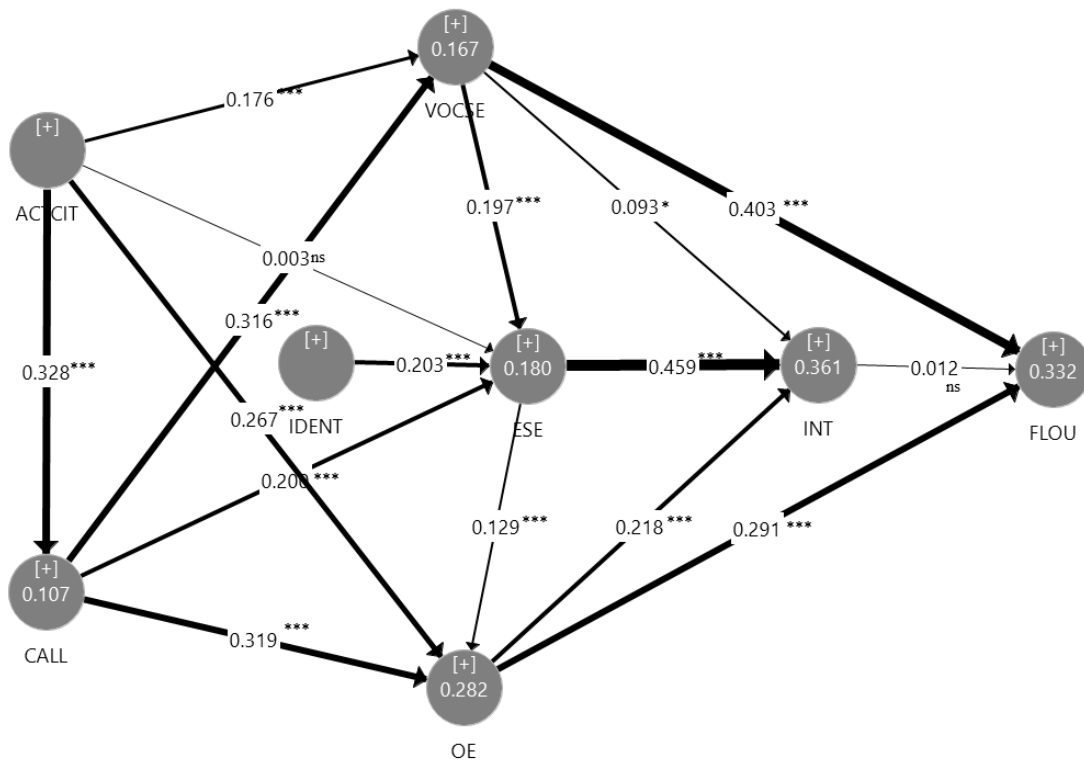 [+]
0.167
VOCSE
[+]
ACTCIT
0.176 ***
0.197 ***
0.093 *
0.403 ***
0.003 ns
0.316 ***
[+]
IDENT
0.203 ***
[+]
0.180
ESE
0.459 ***
[+]
0.361
INT
0.012 ns
[+]
0.332
FLOU
0.328 ***
0.267 ***
0.200 ***
0.129 ***
0.218 ***
0.291 ***
[+]
0.107
CALL
0.319 ***
[+]
0.282
OE